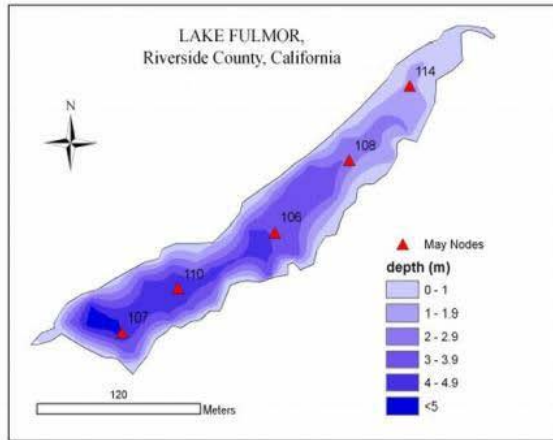 LAKE FULMOR,
Riverside County, California
114
N
108
106
May Nodes
depth (m)
110
0 - 1
1 - 1.9
2 - 2.9
107
3 - 3.9
4 - 4.9
120
Meters
<5